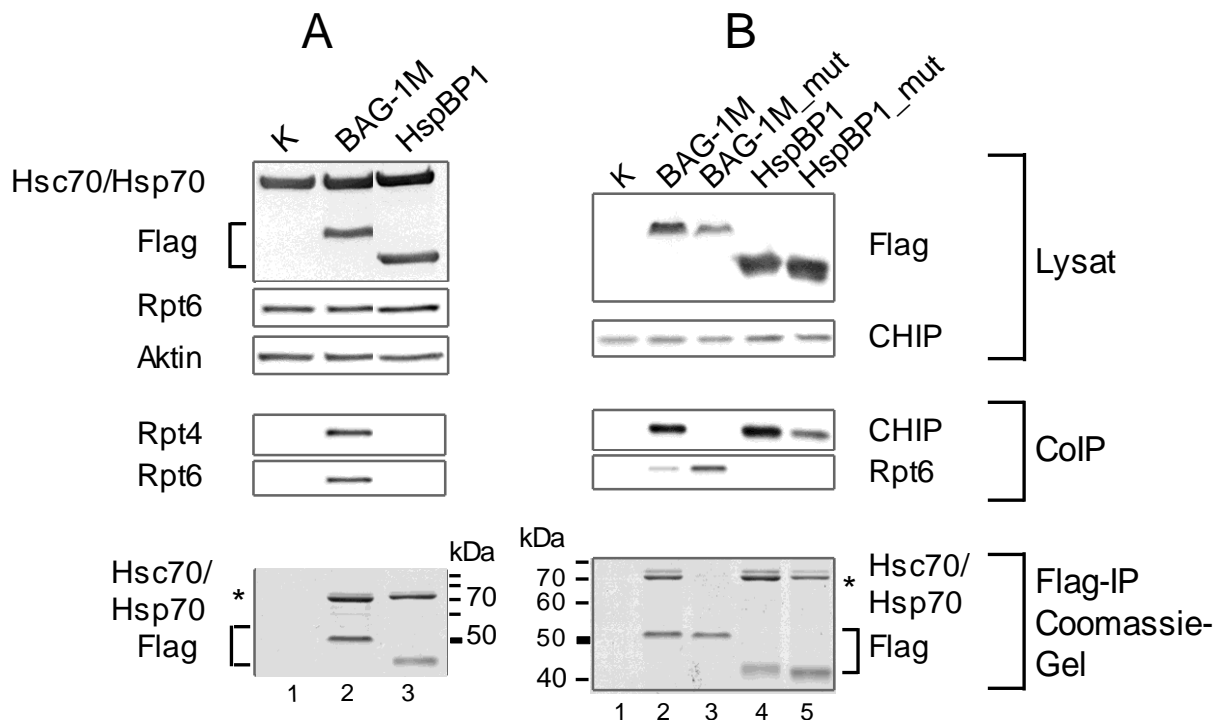 A
B
K
BAG-1M
HspBP1
K
BAG-1M
BAG-1M_mut
HspBP1
HspBP1_mut
Hsc70/Hsp70
Flag
Rpt6
Aktin
Flag
CHIP
Lysat
Rpt4
Rpt6
CHIP
Rpt6
CoIP
Hsc70/
Hsp70
*
Flag
kDa
70
50
1 2 3
kDa
70
60
50
40
*
Hsc70/
Hsp70
Flag
Flag-IP
Coomassie-
Gel
1 2 3 4 5